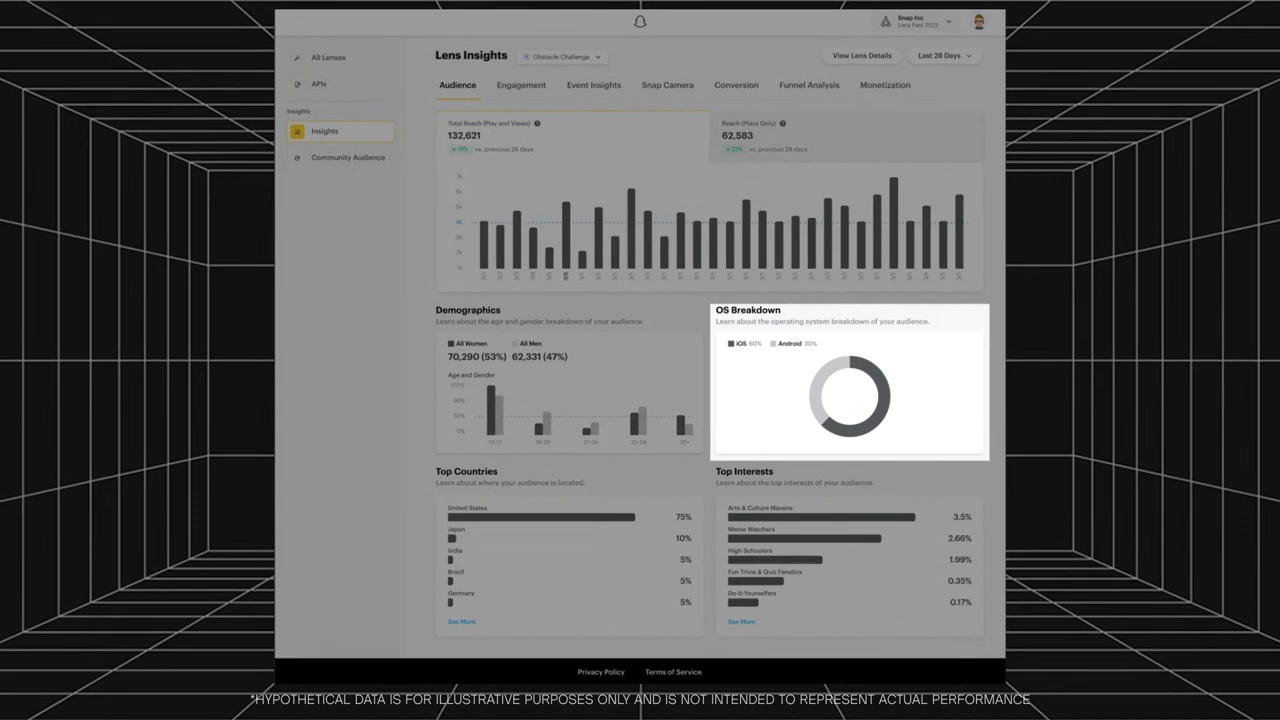 Snap Inc
Lens Fest 2022
All Lenses
APIs
Insights
Insights
Community Audience
Lens Insights
Obstacle Challenge
View Lens Details
Last 28 Days
Audience
Engagement
Event Insights
Snap Camera
Conversion
Funnel Analysis
Monetization
Total Reach (Play and Views)
132,621
vs. previous 28 days
Reach (Plays Only)
62,583
vs. previous 28 days
Demographics
Learn about the age and gender breakdown of your audience.
All Women
All Men
70,290 (53%) 62,331 (47%)
Age and Gender
100%
0%
OS Breakdown
Learn about the operating system breakdown of your audience.
iOS 60% Android 30%
Top Countries
Learn about where your audience is located.
United States 75%
Japan 10%
India 5%
Brazil 5%
Germany 5%
See More
Top Interests
Learn about the top interests of your audience.
Arts & Culture Mavens 3.5%
Meme Watchers 2.66%
High Schoolers 1.99%
Fun Trivia & Quiz Fanatics 0.35%
Do-It-Yourselfers 0.17%
See More
Privacy Policy
Terms of Service
*HYPOTHETICAL DATA IS FOR ILLUSTRATIVE PURPOSES ONLY AND IS NOT INTENDED TO REPRESENT ACTUAL PERFORMANCE